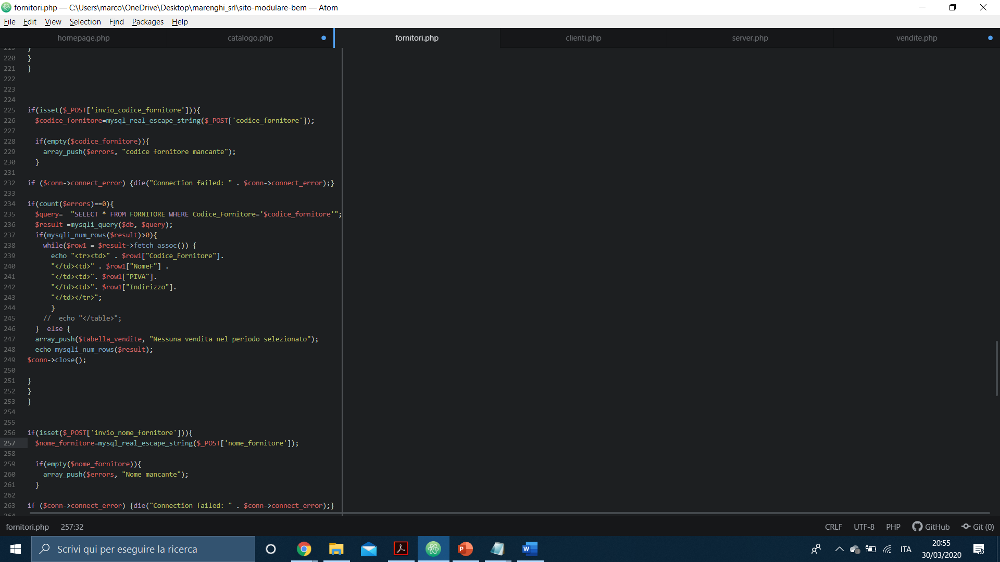 fornitori.php — C:\Users\marco\OneDrive\Desktop\marenghi_srl\sito-modulare-bem — Atom
File Edit View Selection Find Packages Help
homepage.php catalogo.php fornitori.php clienti.php server.php vendite.php
219 }
220 }
221 }
222
223
224
225 if(isset($_POST['invio_codice_fornitore'])){
226 $codice_fornitore=mysql_real_escape_string($_POST['codice_fornitore']);
227
228 if(empty($codice_fornitore)){
229 array_push($errors, "codice fornitore mancante");
230 }
231
232 if ($conn->connect_error) {die("Connection failed: " . $conn->connect_error);}
233
234 if(count($errors)==0){
235 $query=  "SELECT * FROM FORNITORE WHERE Codice_Fornitore='$codice_fornitore'";
236 $result =mysqli_query($db, $query);
237 if(mysqli_num_rows($result)>0){
238 while($row1 = $result->fetch_assoc()) {
239 echo "<tr><td>" . $row1["Codice_Fornitore"].
240 "</td><td>" . $row1["NomeF"] .
241 "</td><td>". $row1["PIVA"].
242 "</td><td>". $row1["Indirizzo"].
243 "</td></tr>";
244 }
245 //  echo "</table>";
246 }  else {
247 array_push($tabella_vendite, "Nessuna vendita nel periodo selezionato");
248 echo mysqli_num_rows($result);
249 $conn->close();
250
251 }
252 }
253 }
254
255
256 if(isset($_POST['invio_nome_fornitore'])){
257 $nome_fornitore=mysql_real_escape_string($_POST['nome_fornitore']);
258
259 if(empty($nome_fornitore)){
260 array_push($errors, "Nome mancante");
261 }
262
263 if ($conn->connect_error) {die("Connection failed: " . $conn->connect_error);}
264
fornitori.php 257:32 CRLF UTF-8 PHP GitHub Git (0)
Scrivi qui per eseguire la ricerca
ITA
20:55
30/03/2020